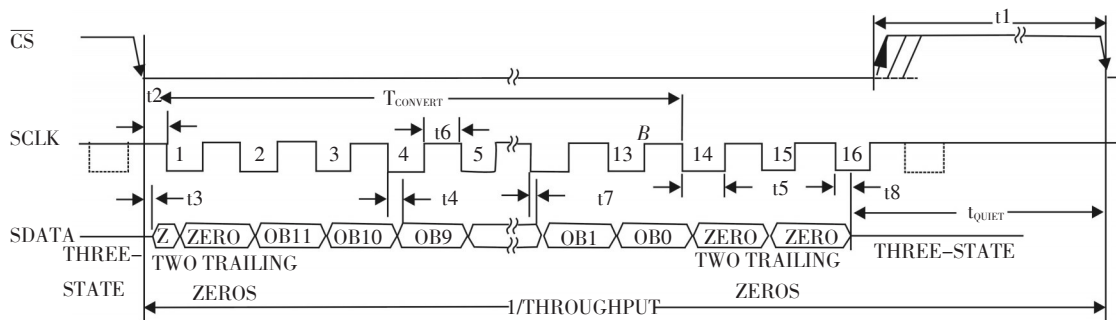 t1
CS
t2
TCONVERT
SCLK
t6
B
1 2 3 4 5 13 14 15 16
t3
t4
t7
t5
t8
tQUIET
SDATA
Z ZERO OB11 OB10 OB9 OB1 OB0 ZERO ZERO
THREE-
STATE
TWO TRAILING
ZEROS
TWO TRAILING
ZEROS
THREE-STATE
1/THROUGHPUT